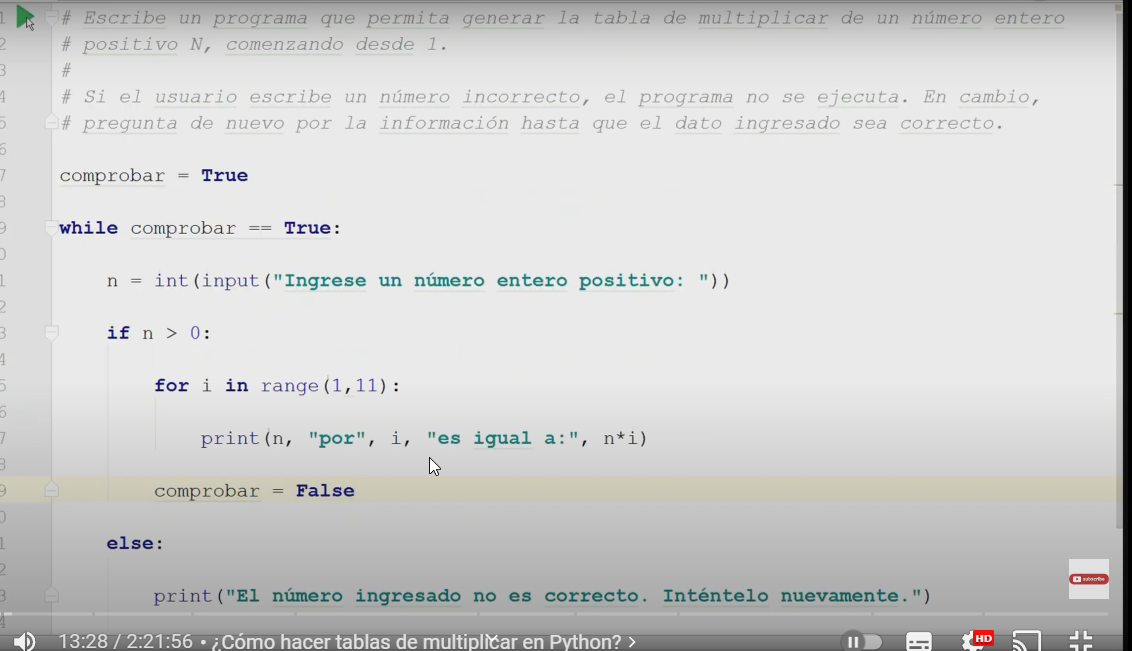 # Escribe un programa que permita generar la tabla de multiplicar de un número entero
# positivo N, comenzando desde 1.
#
# Si el usuario escribe un número incorrecto, el programa no se ejecuta. En cambio,
# pregunta de nuevo por la información hasta que el dato ingresado sea correcto.
comprobar = True
while comprobar == True:
n = int(input("Ingrese un número entero positivo: "))
if n > 0:
for i in range(1,11):
print(n, "por", i, "es igual a:", n*i)
comprobar = False
else:
print("El número ingresado no es correcto. Inténtelo nuevamente.")
subscribe
13:28 / 2:21:56 • ¿Cómo hacer tablas de multiplicar en Python? >
HD